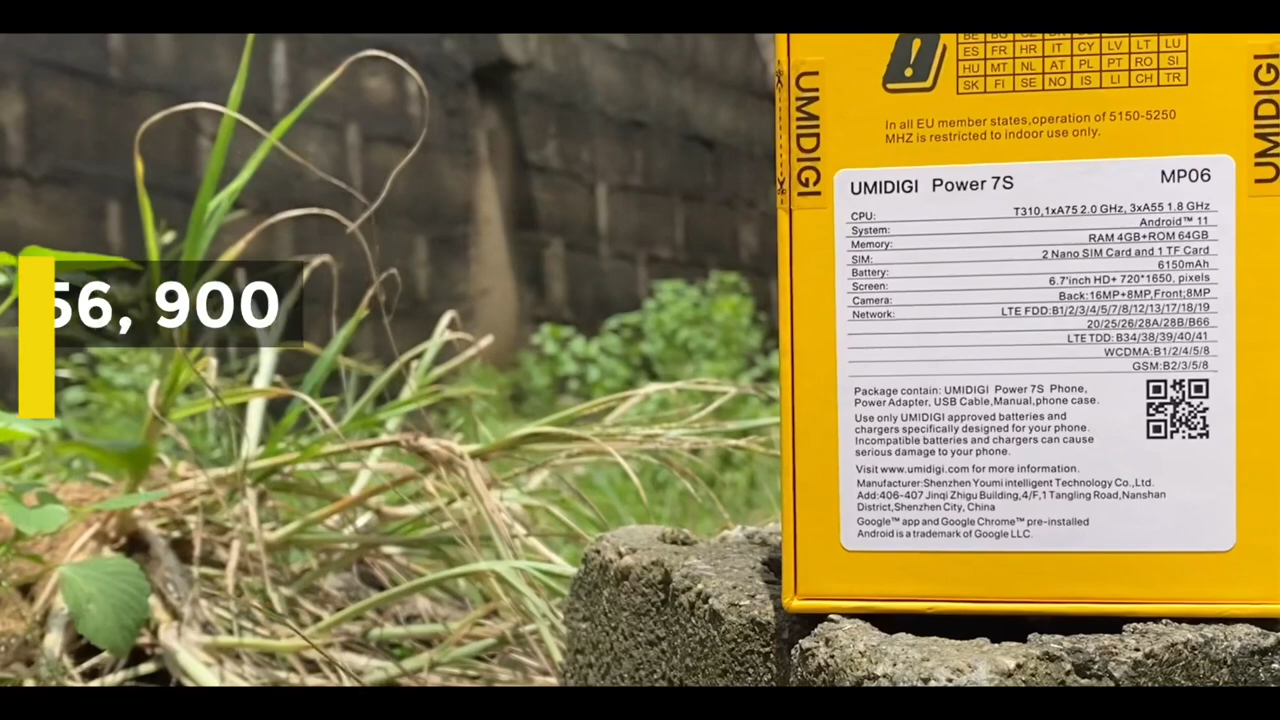 56, 900
ES FR HR IT CY LV LT LU
HU MT NL AT PL PT RO SI
SK FI SE NO IS LI CH TR
In all EU member states,operation of 5150-5250
MHZ is restricted to indoor use only.
UMIDIGI
UMIDIGI
UMIDIGI Power 7S MP06
CPU: T310,1xA75 2.0 GHz, 3xA55 1.8 GHz
System: Android™ 11
Memory: RAM 4GB+ROM 64GB
SIM: 2 Nano SIM Card and 1 TF Card
Battery: 6150mAh
Screen: 6.7'inch HD+ 720*1650, pixels
Camera: Back:16MP+8MP,Front;8MP
Network: LTE FDD:B1/2/3/4/5/7/8/12/13/17/18/19
20/25/26/28A/28B/B66
LTE TDD: B34/38/39/40/41
WCDMA:B1/2/4/5/8
GSM:B2/3/5/8
Package contain: UMIDIGI Power 7S Phone,
Power Adapter, USB Cable,Manual,phone case.
Use only UMIDIGI approved batteries and
chargers specifically designed for your phone.
Incompatible batteries and chargers can cause
serious damage to your phone.
Visit www.umidigi.com for more information.
Manufacturer:Shenzhen Youmi intelligent Technology Co.,Ltd.
Add:406-407 Jinqi Zhigu Building,4/F,1 Tangling Road,Nanshan
District,Shenzhen City, China
Google™ app and Google Chrome™ pre-installed
Android is a trademark of Google LLC.